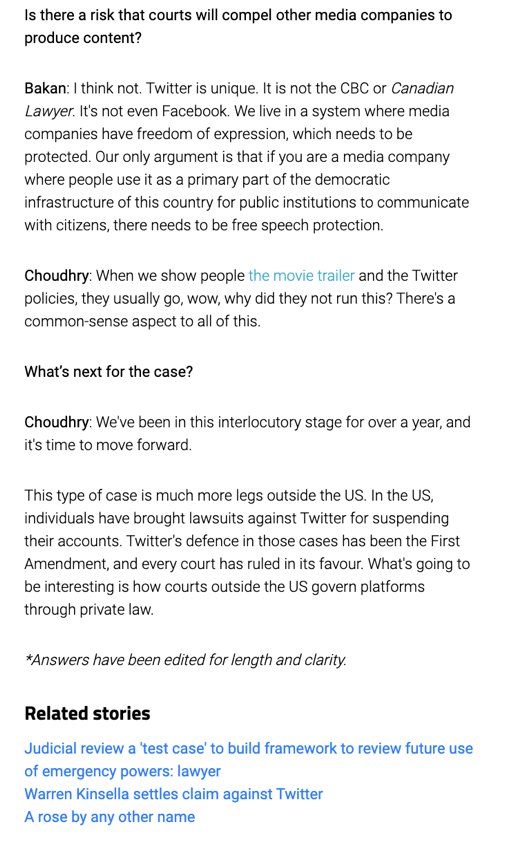 Is there a risk that courts will compel other media companies to
produce content?
Bakan: I think not. Twitter is unique. It is not the CBC or Canadian
Lawyer. It's not even Facebook. We live in a system where media
companies have freedom of expression, which needs to be
protected. Our only argument is that if you are a media company
where people use it as a primary part of the democratic
infrastructure of this country for public institutions to communicate
with citizens, there needs to be free speech protection.
Choudhry: When we show people the movie trailer and the Twitter
policies, they usually go, wow, why did they not run this? There's a
common-sense aspect to all of this.
What's next for the case?
Choudhry: We've been in this interlocutory stage for over a year, and
it's time to move forward.
This type of case is much more legs outside the US. In the US,
individuals have brought lawsuits against Twitter for suspending
their accounts. Twitter's defence in those cases has been the First
Amendment, and every court has ruled in its favour. What's going to
be interesting is how courts outside the US govern platforms
through private law.
*Answers have been edited for length and clarity.
Related stories
Judicial review a 'test case' to build framework to review future use
of emergency powers: lawyer
Warren Kinsella settles claim against Twitter
A rose by any other name